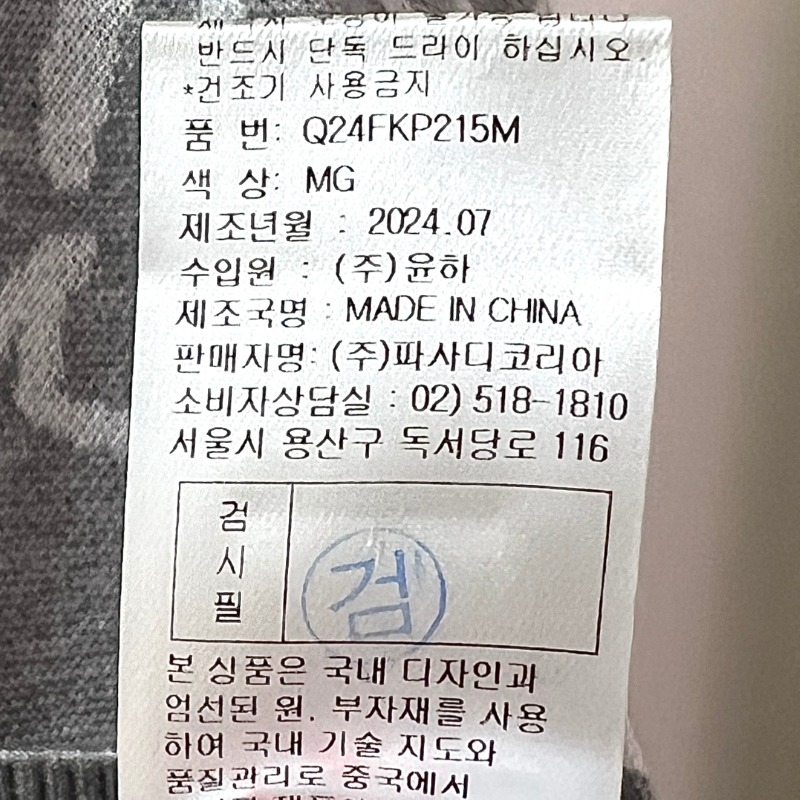 반드시 단독 드라이 하십시오.
*건조기 사용금지
품 번: Q24FKP215M
색 상: MG
제조년월 : 2024.07
수입원 : (주)윤하
제조국명 : MADE IN CHINA
판매자명: (주)파사디코리아
소비자상담실 : 02) 518-1810
서울시 용산구 독서당로 116
검
시
필
검
본 상품은 국내 디자인과
엄선된 원, 부자재를 사용
하여 국내 기술 지도와
품질관리로 중국에서